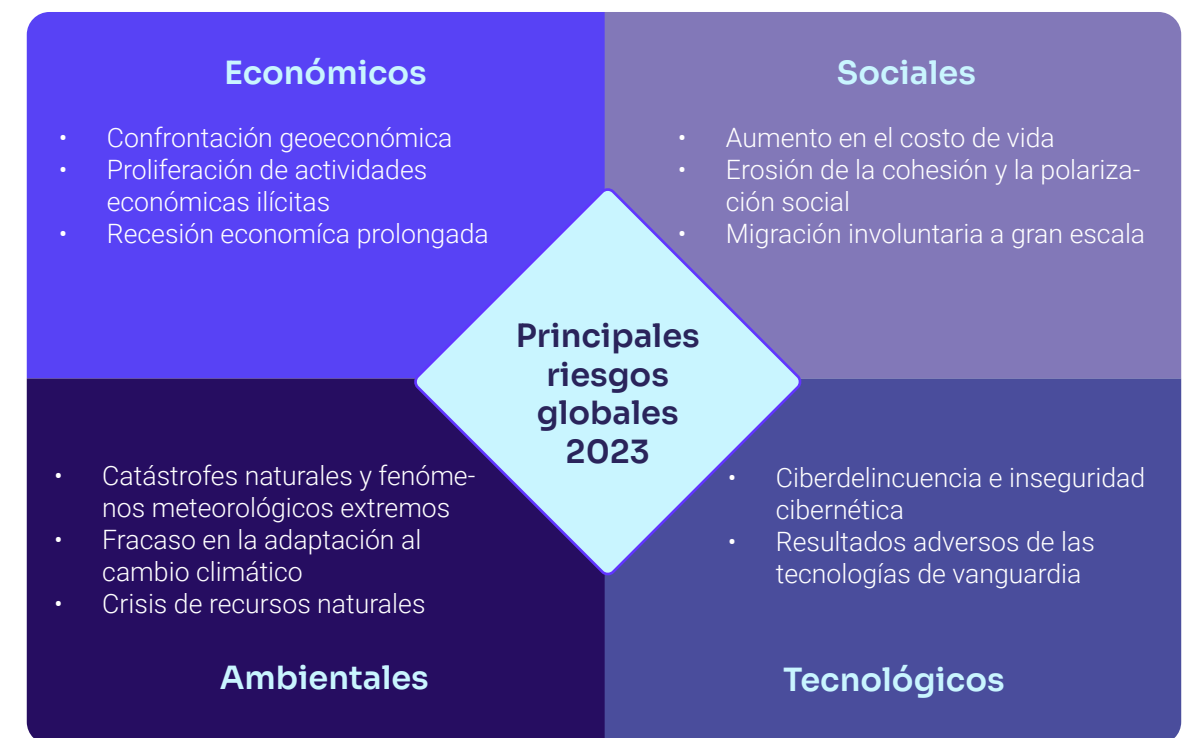 Económicos
• Confrontación geoeconómica
• Proliferación de actividades
económicas ilícitas
• Recesión economíca prolongada
Sociales
• Aumento en el costo de vida
• Erosión de la cohesión y la polariza-
ción social
• Migración involuntaria a gran escala
Principales
riesgos
globales
2023
• Catástrofes naturales y fenóme-
nos meteorológicos extremos
• Fracaso en la adaptación al
cambio climático
• Crisis de recursos naturales
Ambientales
• Ciberdelincuencia e inseguridad
cibernética
• Resultados adversos de las
tecnologías de vanguardia
Tecnológicos